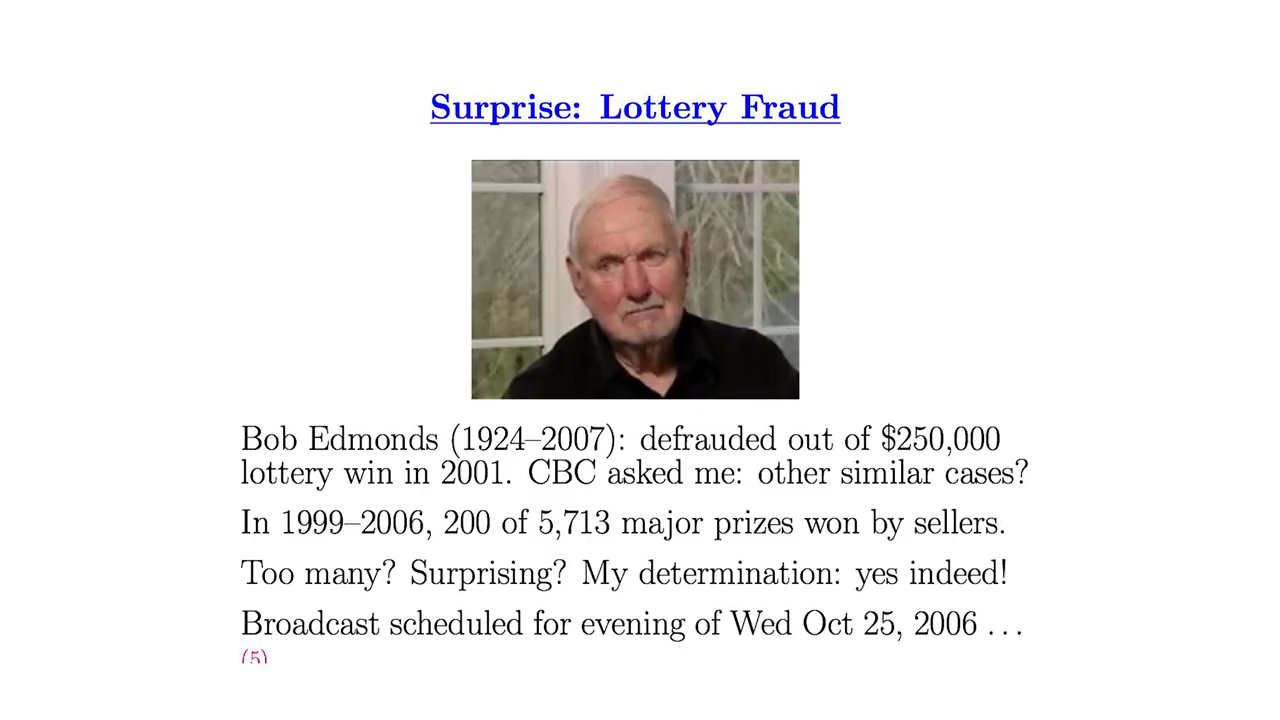 Surprise: Lottery Fraud
Bob Edmonds (1924–2007): defrauded out of $250,000
lottery win in 2001. CBC asked me: other similar cases?
In 1999–2006, 200 of 5,713 major prizes won by sellers.
Too many? Surprising? My determination: yes indeed!
Broadcast scheduled for evening of Wed Oct 25, 2006 . . .
(5)